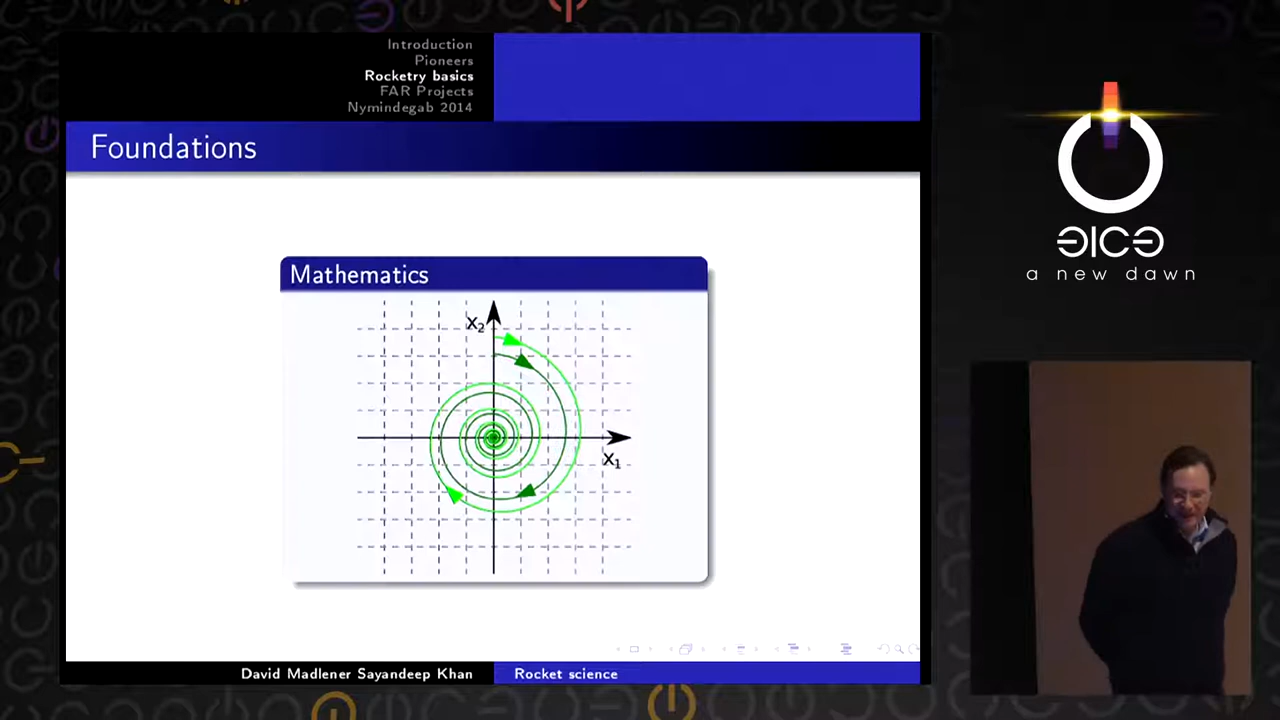 Introduction
Pioneers
Rocketry basics
FAR Projects
Nymindegab 2014
Foundations
Mathematics
x₂
x₁
David Madlener Sayandeep Khan
Rocket science
ɘICɘ
a new dawn